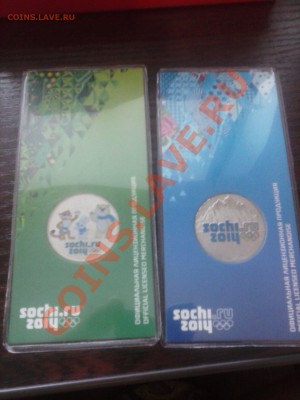 COINS.LAVE.RU
COINS.LAVE.RU
sochi.ru
2014
sochi.ru
2014
ОФИЦИАЛЬНАЯ ЛИЦЕНЗИОННАЯ ПРОДУКЦИЯ
OFFICIAL LICENSED MERCHANDISE
sochi.ru
2014
sochi.ru
2014
ОФИЦИАЛЬНАЯ ЛИЦЕНЗИОННАЯ ПРОДУКЦИЯ
OFFICIAL LICENSED MERCHANDISE